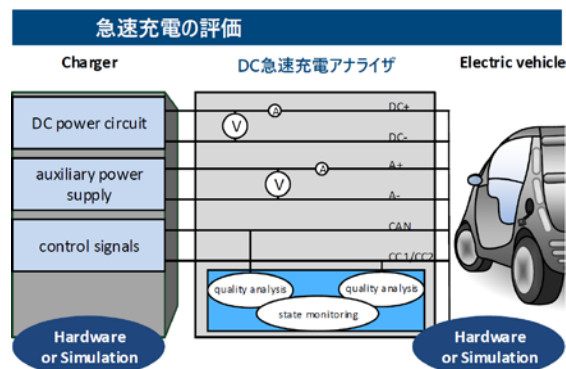 急速充電の評価
Charger
DC急速充電アナライザ
Electric vehicle
DC power circuit
auxiliary power
supply
control signals
A
V
DC+
DC-
A
V
A+
A-
CAN
CC1/CC2
quality analysis
quality analysis
state monitoring
Hardware
or Simulation
Hardware
or Simulation